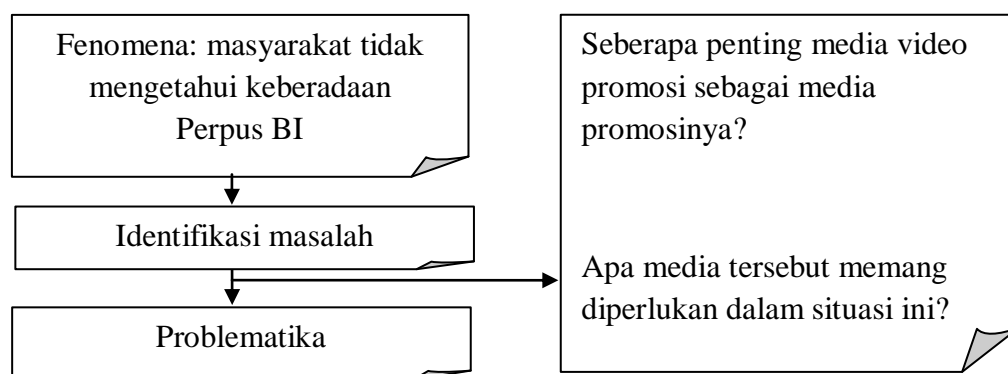 Fenomena: masyarakat tidak
mengetahui keberadaan
Perpus BI
Identifikasi masalah
Problematika
Seberapa penting media video
promosi sebagai media
promosinya?
Apa media tersebut memang
diperlukan dalam situasi ini?